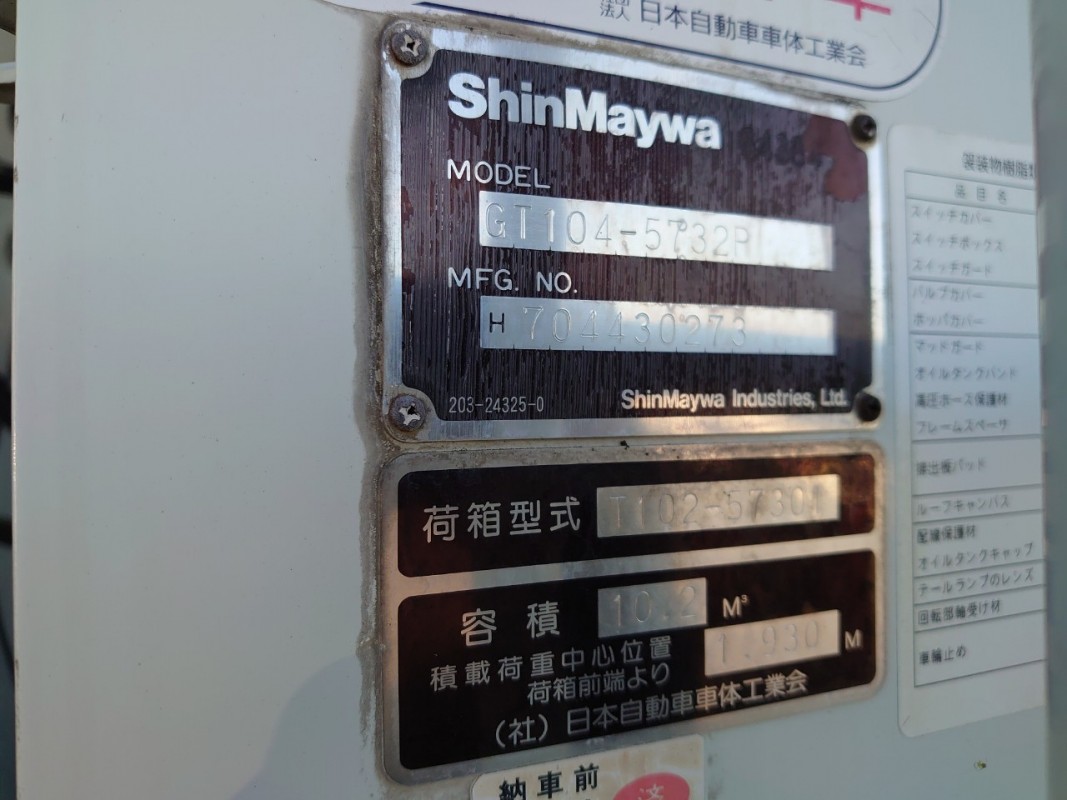 法人 日本自動車車体工業会
ShinMaywa
MODEL
GT104-5732R
MFG. NO.
H 704430273
203-24325-0
ShinMaywa Industries, Ltd.
荷箱型式 T102-57301
容積 10.2 M³
積載荷重中心位置
荷箱前端より 1.930 M
(社)日本自動車車体工業会
納車前
済
装物樹脂
品目名
スイッチカバー
スイッチボックス
スイッチガード
バルブカバー
ホッパカバー
マッドガード
オイルタンクバンド
高圧ホース保護材
フレームスペーサ
排出板パッド
ルーフキャンバス
配線保護材
オイルタンクキャップ
テールランプのレンズ
回転部軸受け材
車輪止め